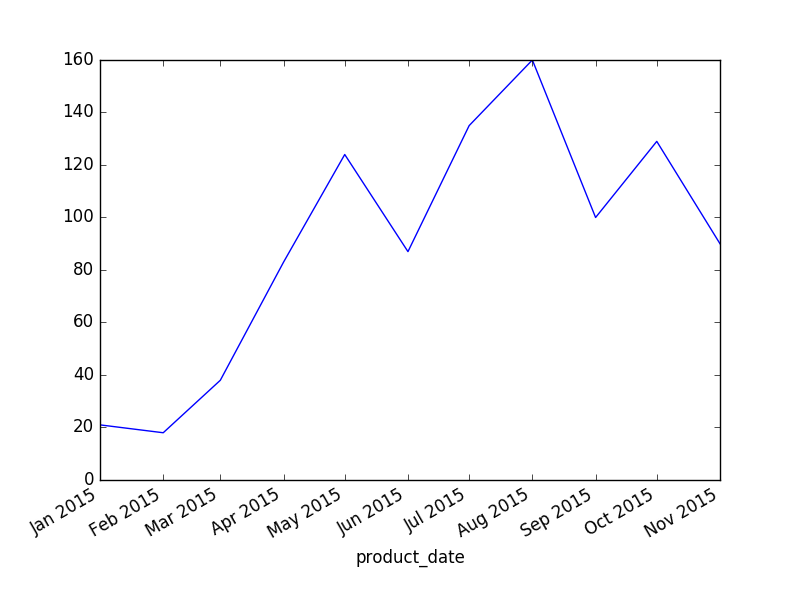 160
140
120
100
80
60
40
20
0
Jan 2015
Feb 2015
Mar 2015
Apr 2015
May 2015
Jun 2015
Jul 2015
Aug 2015
Sep 2015
Oct 2015
Nov 2015
product_date